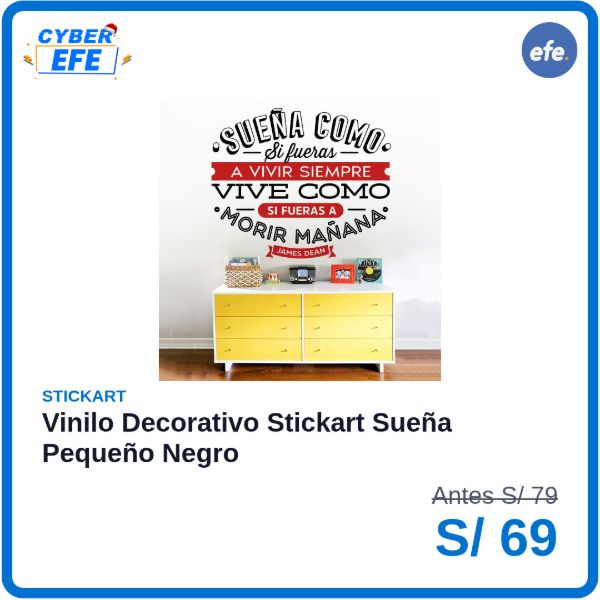 CYBER
EFE
efe.
SUEÑA COMO
Si fueras
A VIVIR SIEMPRE
VIVE COMO
SI FUERAS A
MORIR MAÑANA
JAMES DEAN
VINYL
STICKART
Vinilo Decorativo Stickart Sueña
Pequeño Negro
Antes S/ 79
S/ 69